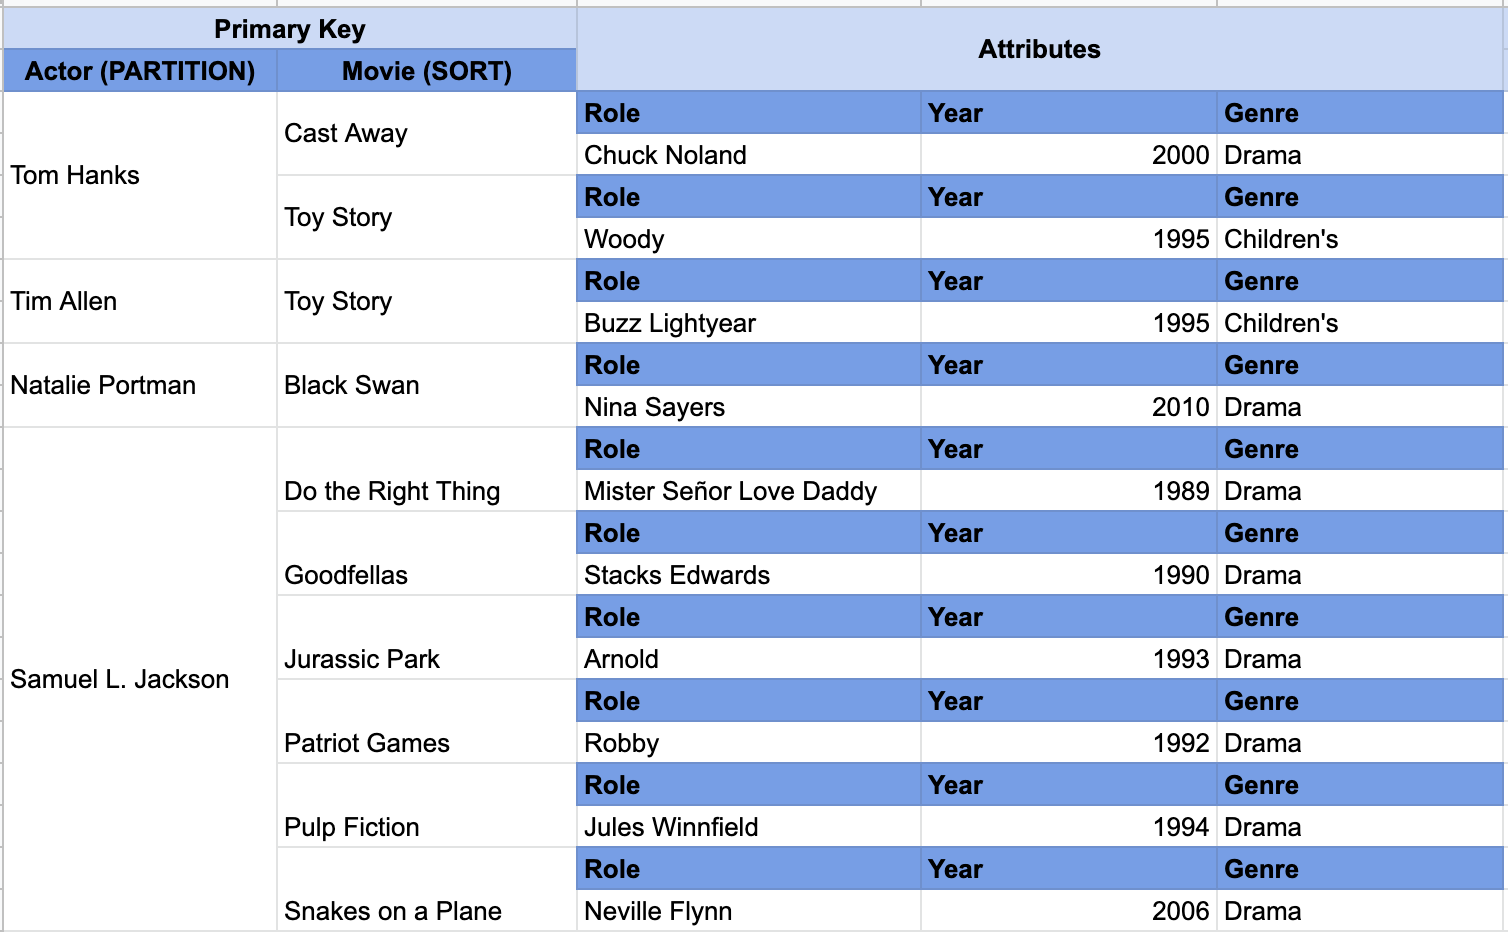 Primary Key
Attributes
Actor (PARTITION) Movie (SORT)
Tom Hanks
Cast Away
Role Year Genre
Chuck Noland 2000 Drama
Toy Story
Role Year Genre
Woody 1995 Children's
Tim Allen
Toy Story
Role Year Genre
Buzz Lightyear 1995 Children's
Natalie Portman
Black Swan
Role Year Genre
Nina Sayers 2010 Drama
Samuel L. Jackson
Role Year Genre
Do the Right Thing Mister Señor Love Daddy 1989 Drama
Role Year Genre
Goodfellas Stacks Edwards 1990 Drama
Role Year Genre
Jurassic Park Arnold 1993 Drama
Role Year Genre
Patriot Games Robby 1992 Drama
Role Year Genre
Pulp Fiction Jules Winnfield 1994 Drama
Role Year Genre
Snakes on a Plane Neville Flynn 2006 Drama